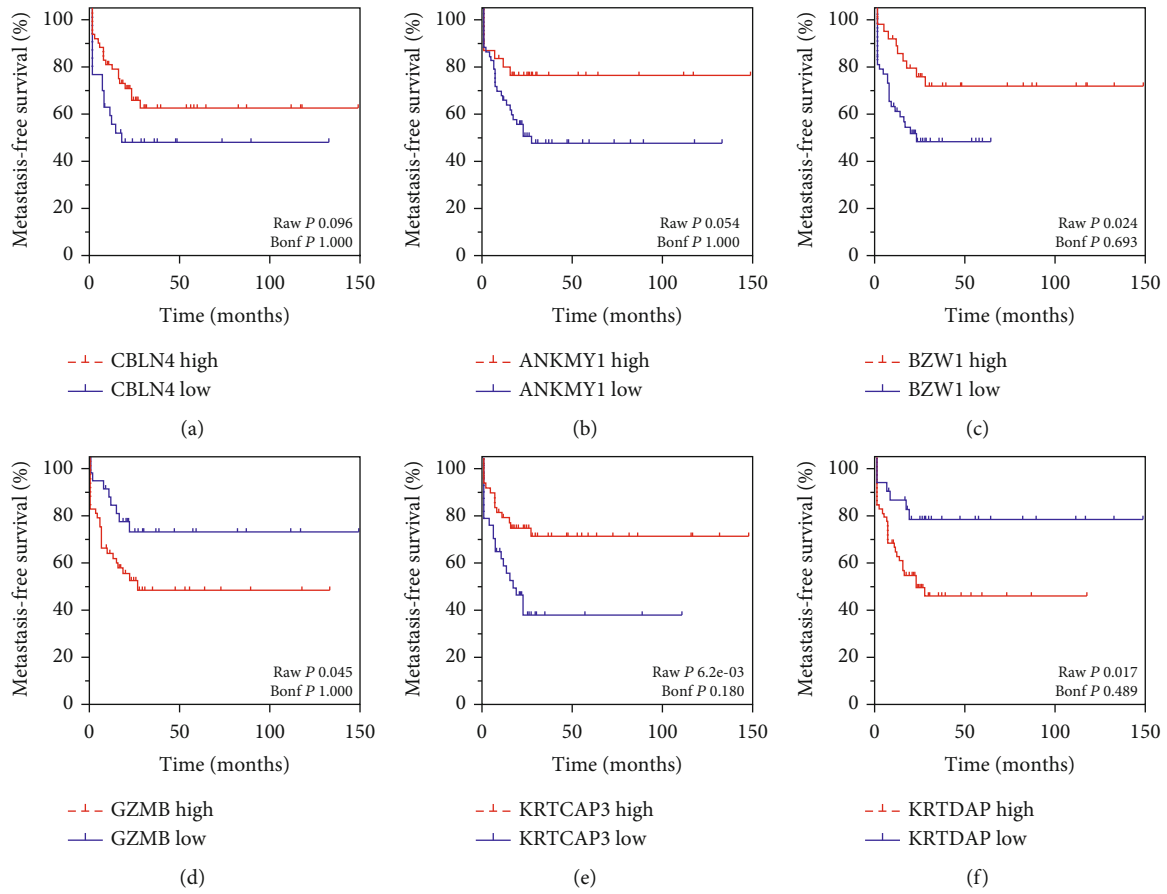 Metastasis-free survival (%)
100
80
60
40
20
0
Raw P 0.096
Bonf P 1.000
0 50 100 150
Time (months)
CBLN4 high
CBLN4 low
(a)
Metastasis-free survival (%)
100
80
60
40
20
0
Raw P 0.054
Bonf P 1.000
0 50 100 150
Time (months)
ANKMY1 high
ANKMY1 low
(b)
Metastasis-free survival (%)
100
80
60
40
20
0
Raw P 0.024
Bonf P 0.693
0 50 100 150
Time (months)
BZW1 high
BZW1 low
(c)
Metastasis-free survival (%)
100
80
60
40
20
0
Raw P 0.045
Bonf P 1.000
0 50 100 150
Time (months)
GZMB high
GZMB low
(d)
Metastasis-free survival (%)
100
80
60
40
20
0
Raw P 6.2e-03
Bonf P 0.180
0 50 100 150
Time (months)
KRTCAP3 high
KRTCAP3 low
(e)
Metastasis-free survival (%)
100
80
60
40
20
0
Raw P 0.017
Bonf P 0.489
0 50 100 150
Time (months)
KRTDAP high
KRTDAP low
(f)